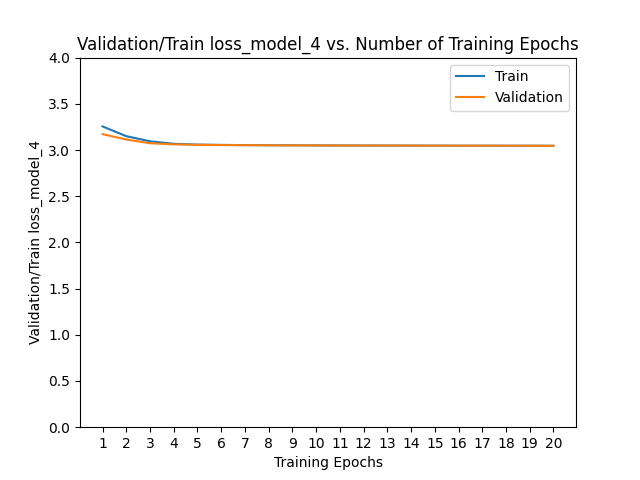 Validation/Train loss_model_4 vs. Number of Training Epochs
Train
Validation
Validation/Train loss_model_4
4.0
3.5
3.0
2.5
2.0
1.5
1.0
0.5
0.0
1 2 3 4 5 6 7 8 9 10 11 12 13 14 15 16 17 18 19 20
Training Epochs